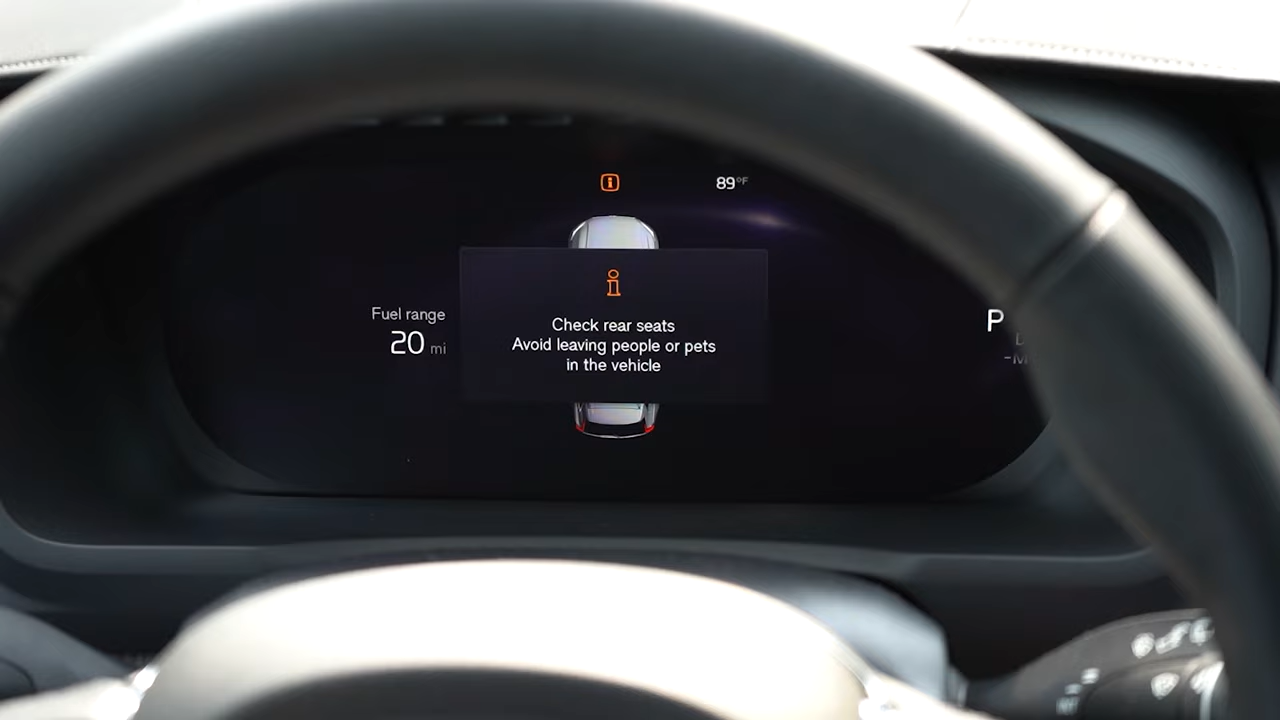 89°F
Fuel range
20 mi
Check rear seats
Avoid leaving people or pets
in the vehicle
P